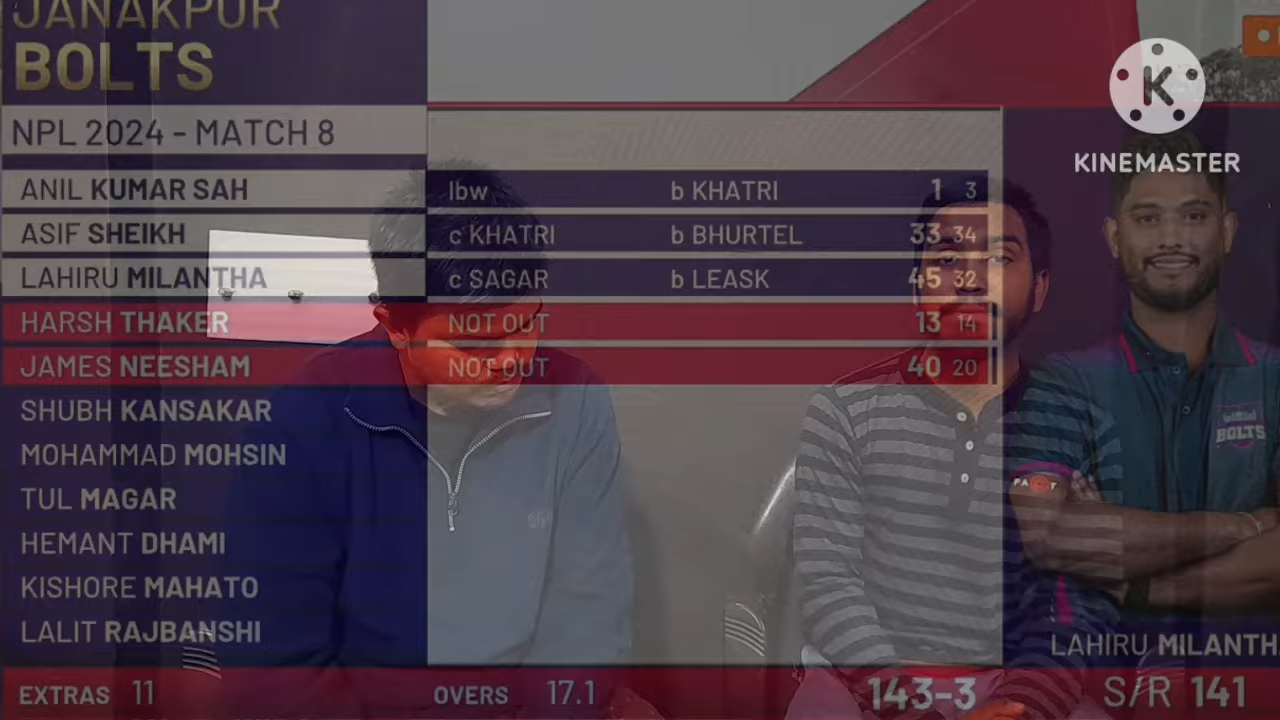 JANAKPUR
BOLTS
NPL 2024 - MATCH 8
ANIL KUMAR SAH lbw b KHATRI 1 3
ASIF SHEIKH c KHATRI b BHURTEL 33 34
LAHIRU MILANTHA c SAGAR b LEASK 45 32
HARSH THAKER NOT OUT 13 14
JAMES NEESHAM NOT OUT 40 20
SHUBH KANSAKAR
MOHAMMAD MOHSIN
TUL MAGAR
HEMANT DHAMI
KISHORE MAHATO
LALIT RAJBANSHI
EXTRAS 11 OVERS 17.1 143-3
K
KINEMASTER
BOLTS
LAHIRU MILANTH
S/R 141